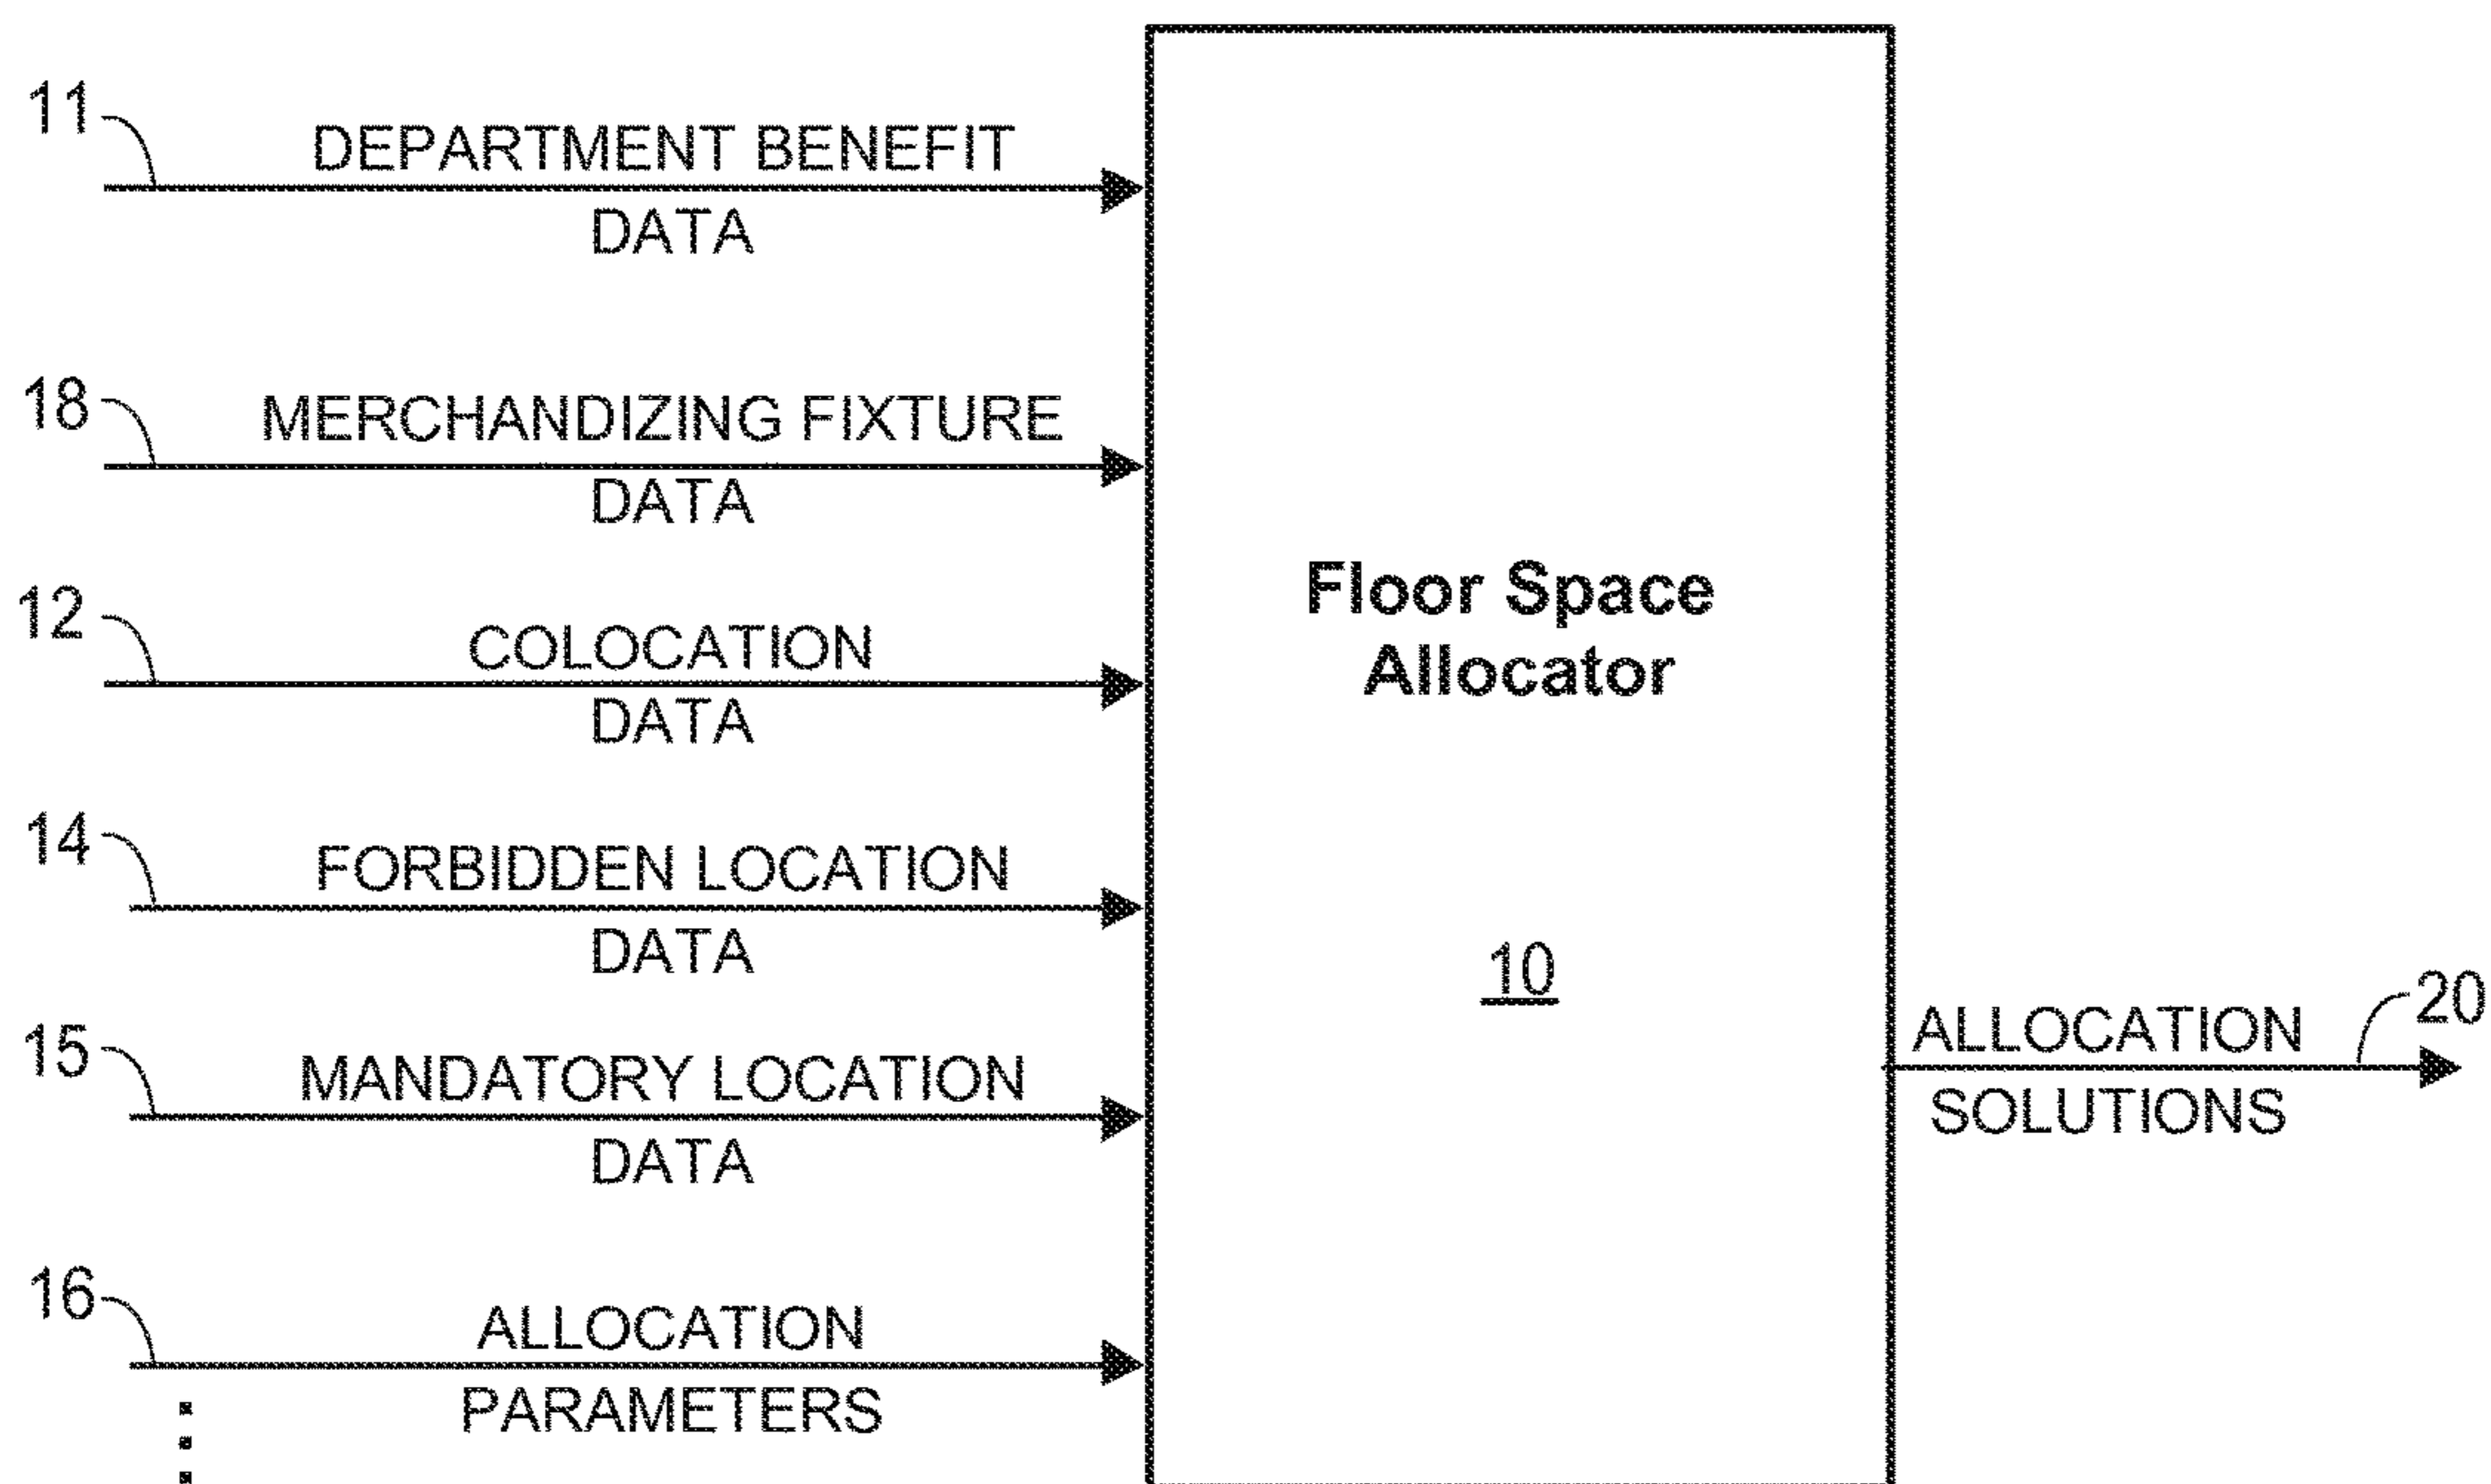 11
DEPARTMENT BENEFIT
DATA
18
MERCHANDIZING FIXTURE
DATA
12
COLOCATION
DATA
14
FORBIDDEN LOCATION
DATA
15
MANDATORY LOCATION
DATA
16
ALLOCATION
PARAMETERS
Floor Space
Allocator
10
ALLOCATION
SOLUTIONS
20